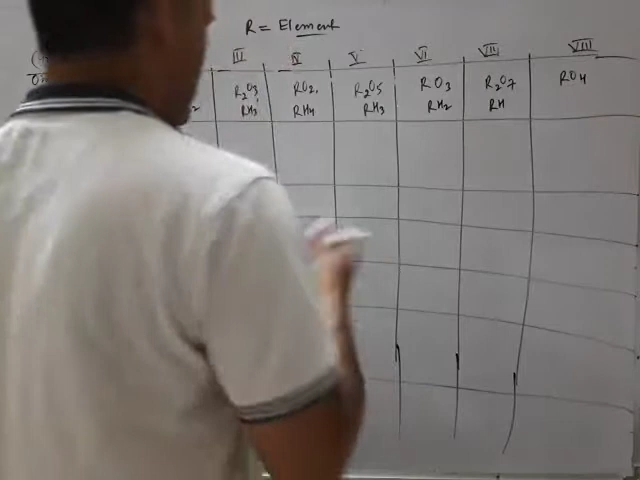 R = Element
III IV V VI VII VIII
R₂O₃, RO₂, R₂O₅ RO₃ R₂O₇ RO₄
RH₃ RH₄ RH₃ RH₂ RH